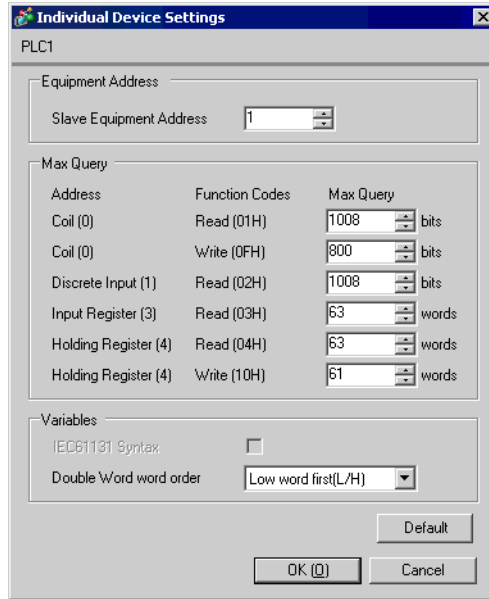 Individual Device Settings
PLC1
Equipment Address
Slave Equipment Address 1
Max Query
Address Function Codes Max Query
Coil (0) Read (01H) 1008 bits
Coil (0) Write (0FH) 800 bits
Discrete Input (1) Read (02H) 1008 bits
Input Register (3) Read (03H) 63 words
Holding Register (4) Read (04H) 63 words
Holding Register (4) Write (10H) 61 words
Variables
IEC61131 Syntax
Double Word word order Low word first(L/H)
Default
OK (O) Cancel